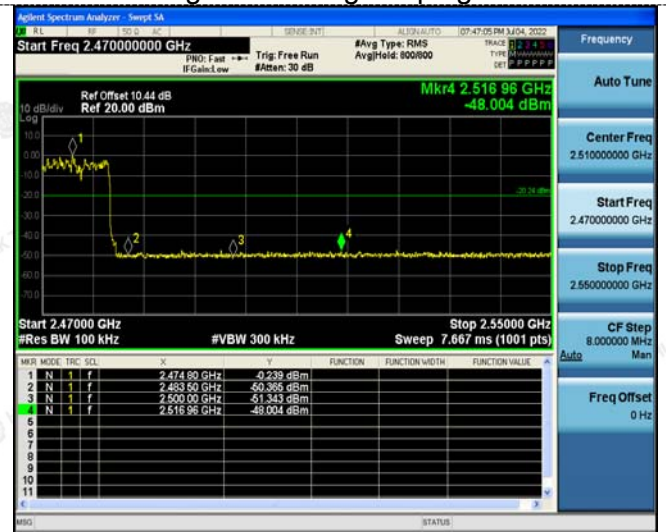 Agilent Spectrum Analyzer - Swept SA
RL RF 50 Ω AC SENSE:INT ALIGN AUTO 07:47:05 PM Jul 04, 2022
Start Freq 2.470000000 GHz
PNO: Fast
IFGain:Low
Trig: Free Run
#Atten: 30 dB
#Avg Type: RMS
Avg|Hold: 800/800
TRACE 1 2 3 4 5 6
TYPE
DET P P P P P P
Ref Offset 10.44 dB
10 dB/div Ref 20.00 dBm
Log
Mkr4 2.516 96 GHz
-48.004 dBm
10.0
0.00
-10.0
-20.0
-30.0
-40.0
-50.0
-60.0
-70.0
1
2
3
4
-20.24 dBm
Start 2.47000 GHz Stop 2.55000 GHz
#Res BW 100 kHz #VBW 300 kHz Sweep 7.667 ms (1001 pts)
MKR MODE TRC SCL X Y FUNCTION FUNCTION WIDTH FUNCTION VALUE
1 N 1 f 2.474 80 GHz -0.239 dBm
2 N 1 f 2.483 50 GHz -50.365 dBm
3 N 1 f 2.500 00 GHz -51.343 dBm
4 N 1 f 2.516 96 GHz -48.004 dBm
5
6
7
8
9
10
11
MSG STATUS
Frequency
Auto Tune
Center Freq
2.510000000 GHz
Start Freq
2.470000000 GHz
Stop Freq
2.550000000 GHz
CF Step
8.000000 MHz
Auto Man
Freq Offset
0 Hz